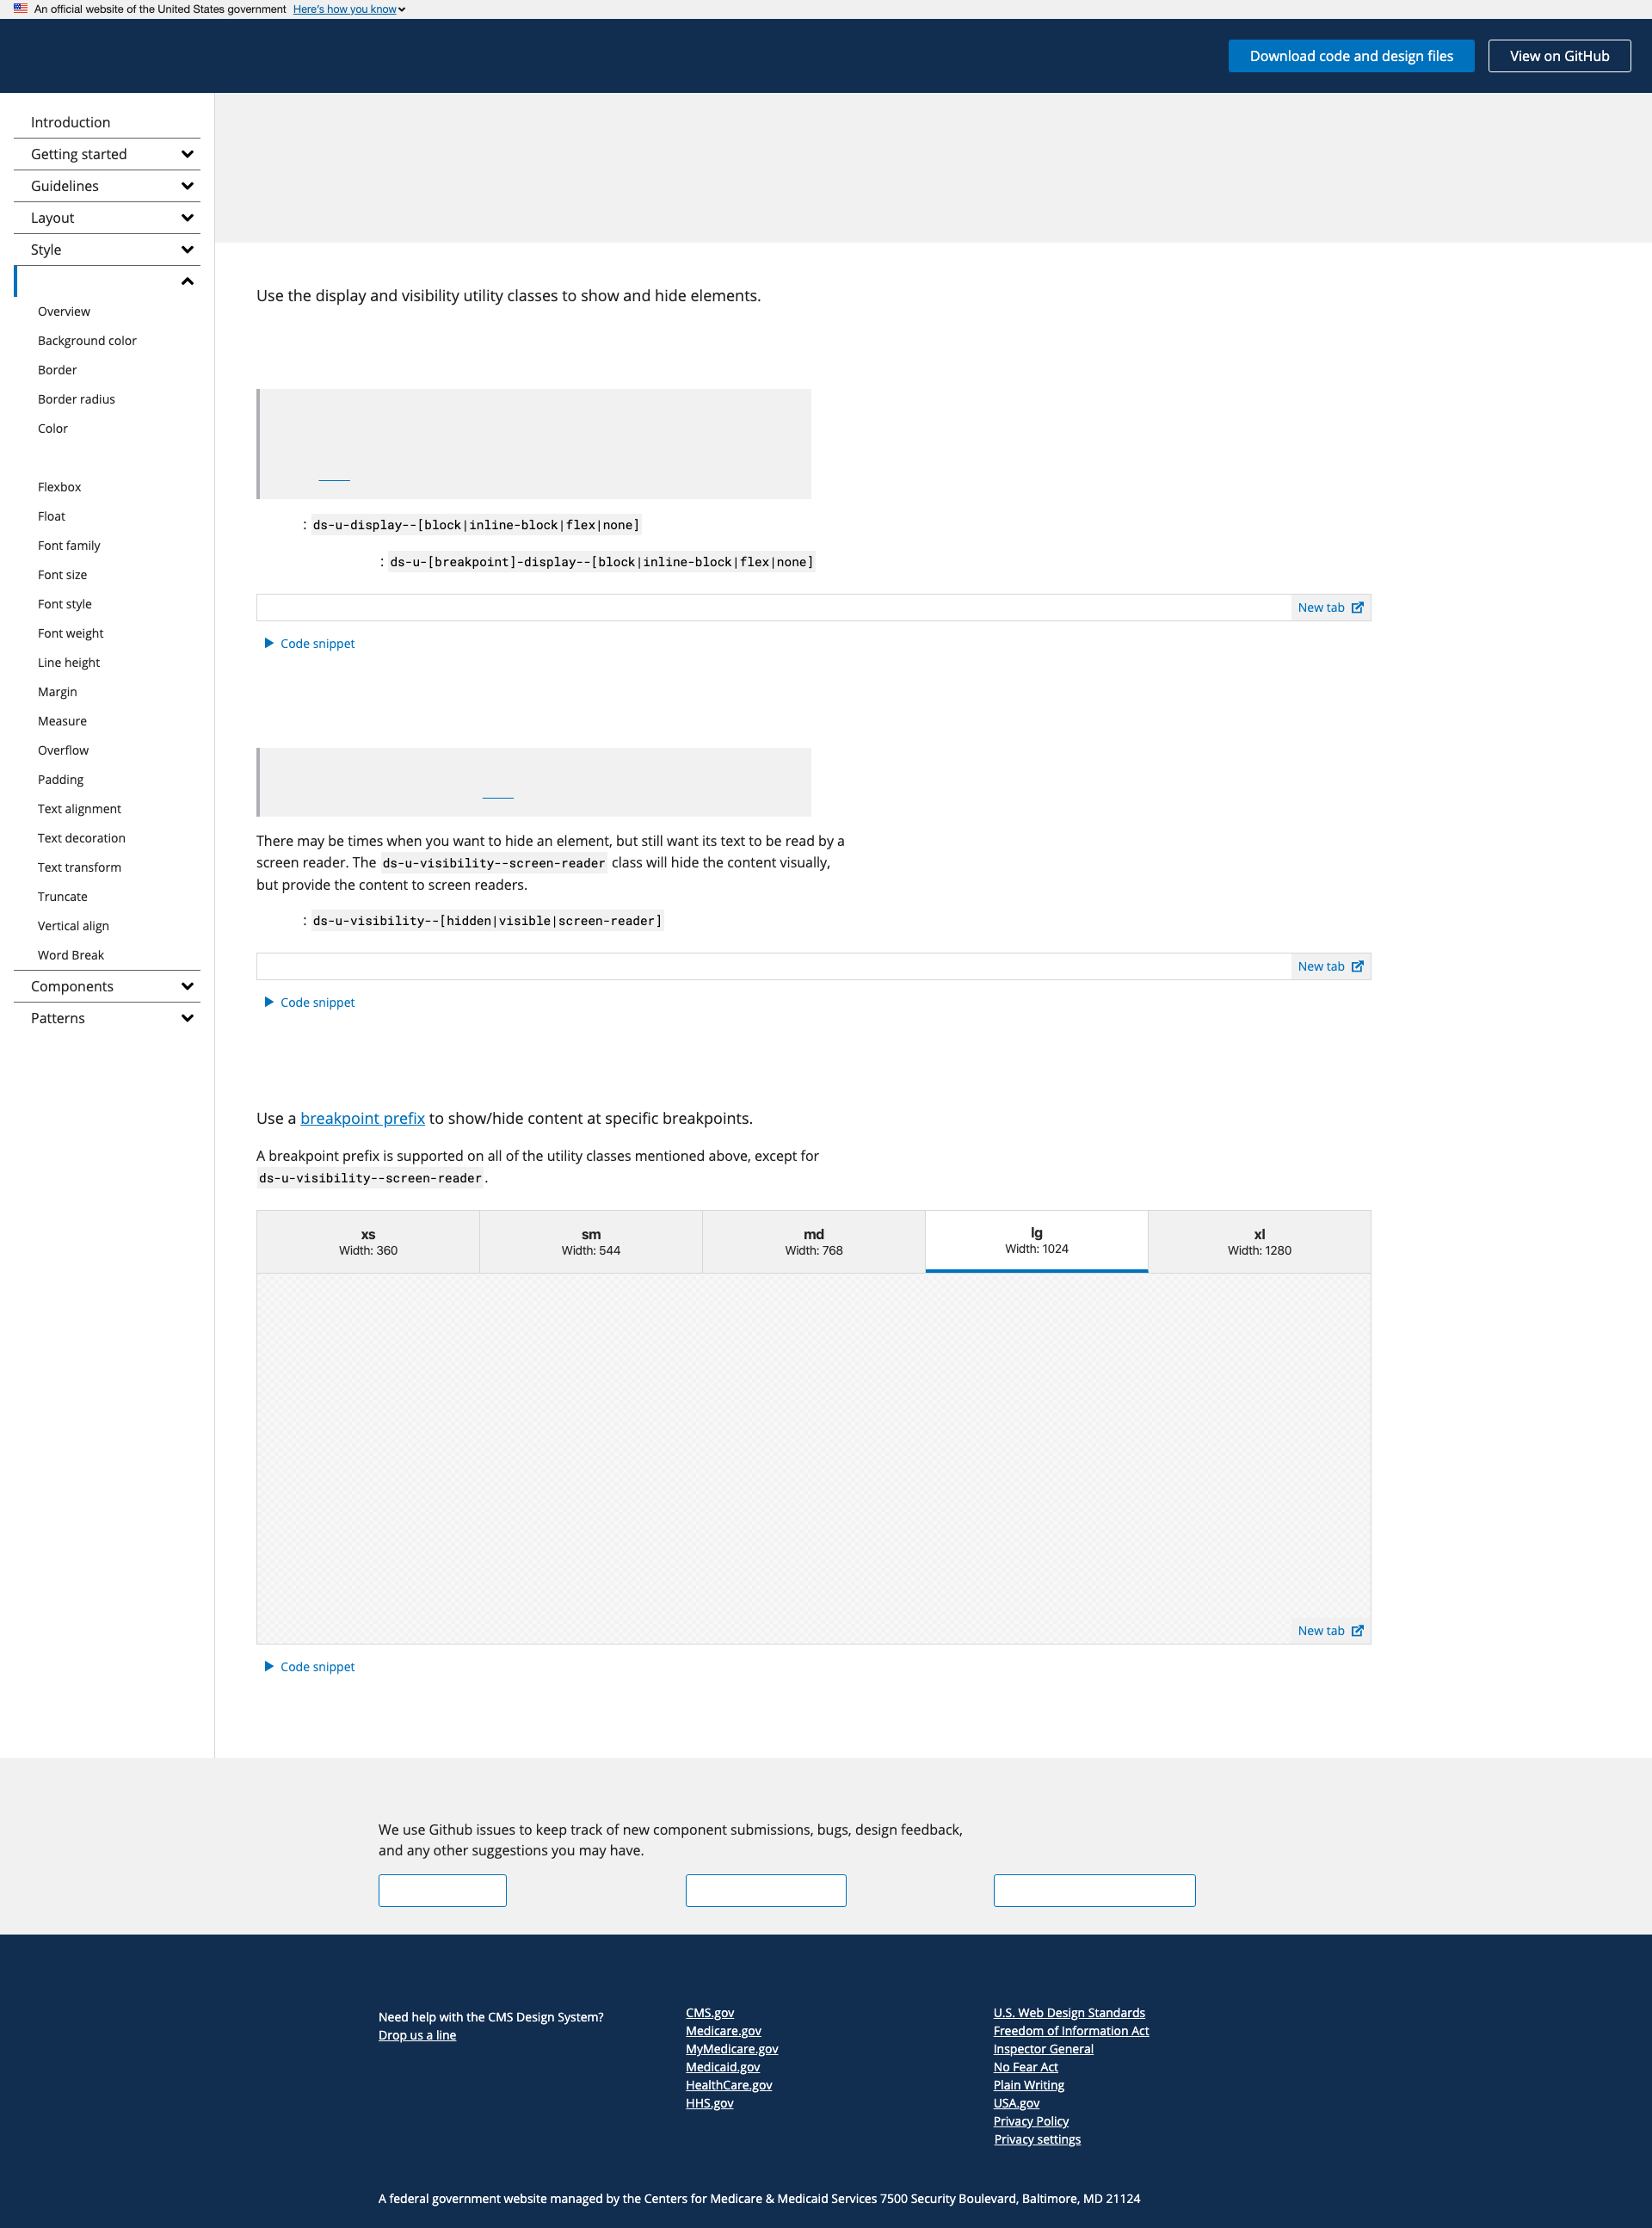 An official website of the United States government Here's how you know
Download code and design files
View on GitHub
Introduction
Getting started
Guidelines
Layout
Style
Overview
Background color
Border
Border radius
Color
Flexbox
Float
Font family
Font size
Font style
Font weight
Line height
Margin
Measure
Overflow
Padding
Text alignment
Text decoration
Text transform
Truncate
Vertical align
Word Break
Components
Patterns
Use the display and visibility utility classes to show and hide elements.
: ds-u-display--[block|inline-block|flex|none]
: ds-u-[breakpoint]-display--[block|inline-block|flex|none]
New tab
Code snippet
There may be times when you want to hide an element, but still want its text to be read by a
screen reader. The ds-u-visibility--screen-reader class will hide the content visually,
but provide the content to screen readers.
: ds-u-visibility--[hidden|visible|screen-reader]
New tab
Code snippet
Use a breakpoint prefix to show/hide content at specific breakpoints.
A breakpoint prefix is supported on all of the utility classes mentioned above, except for
ds-u-visibility--screen-reader.
xs
Width: 360
sm
Width: 544
md
Width: 768
lg
Width: 1024
xl
Width: 1280
New tab
Code snippet
We use Github issues to keep track of new component submissions, bugs, design feedback,
and any other suggestions you may have.
Need help with the CMS Design System?
Drop us a line
CMS.gov
Medicare.gov
MyMedicare.gov
Medicaid.gov
HealthCare.gov
HHS.gov
U.S. Web Design Standards
Freedom of Information Act
Inspector General
No Fear Act
Plain Writing
USA.gov
Privacy Policy
Privacy settings
A federal government website managed by the Centers for Medicare & Medicaid Services 7500 Security Boulevard, Baltimore, MD 21124